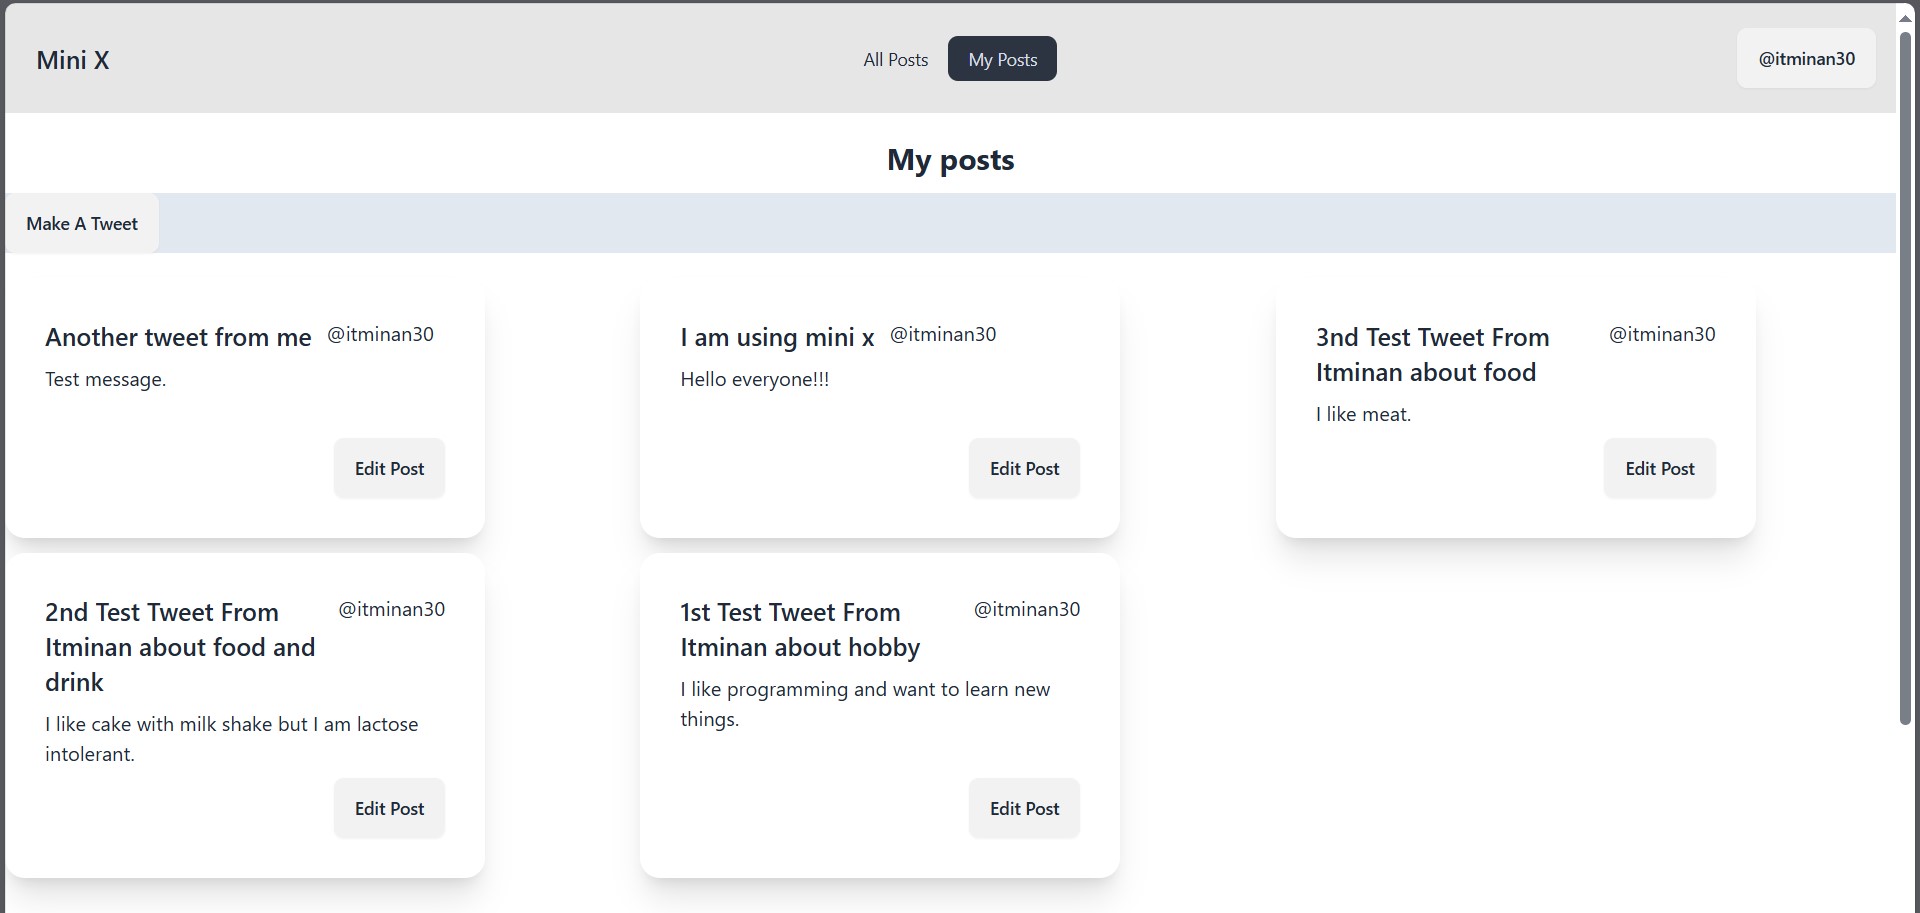 Mini X
All Posts
My Posts
@itminan30
My posts
Make A Tweet
Another tweet from me
@itminan30
Test message.
Edit Post
I am using mini x
@itminan30
Hello everyone!!!
Edit Post
3nd Test Tweet From
Itminan about food
@itminan30
I like meat.
Edit Post
2nd Test Tweet From
Itminan about food and
drink
@itminan30
I like cake with milk shake but I am lactose
intolerant.
Edit Post
1st Test Tweet From
Itminan about hobby
@itminan30
I like programming and want to learn new
things.
Edit Post